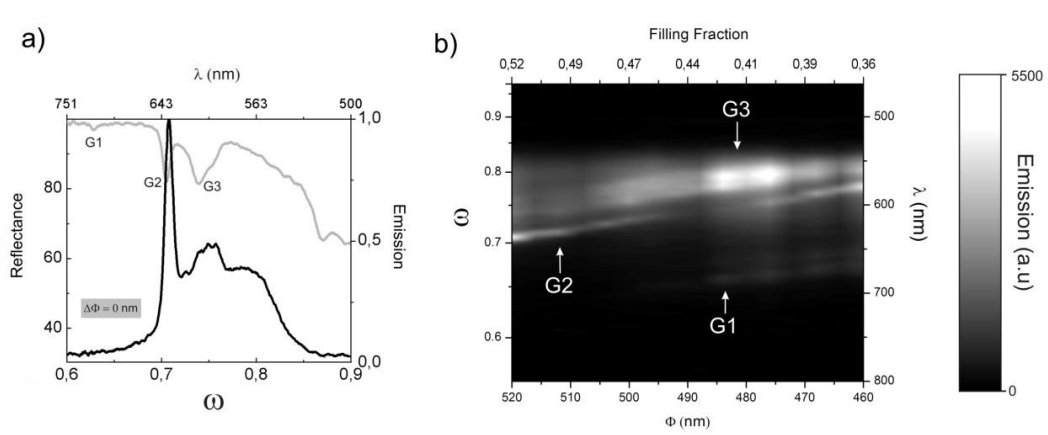 a)
λ (nm)
751 643 563 500
Reflectance
80
60
40
G1
G2
G3
ΔΦ = 0 nm
1,0
0,5
0,0
Emission
0,6 0,7 0,8 0,9
ω
b)
Filling Fraction
0,52 0,49 0,47 0,44 0,41 0,39 0,36
ω
0.9
0.8
0.7
0.6
G3
G2
G1
500
600
700
800
λ (nm)
520 510 500 490 480 470 460
Φ (nm)
5500
0
Emission (a.u)